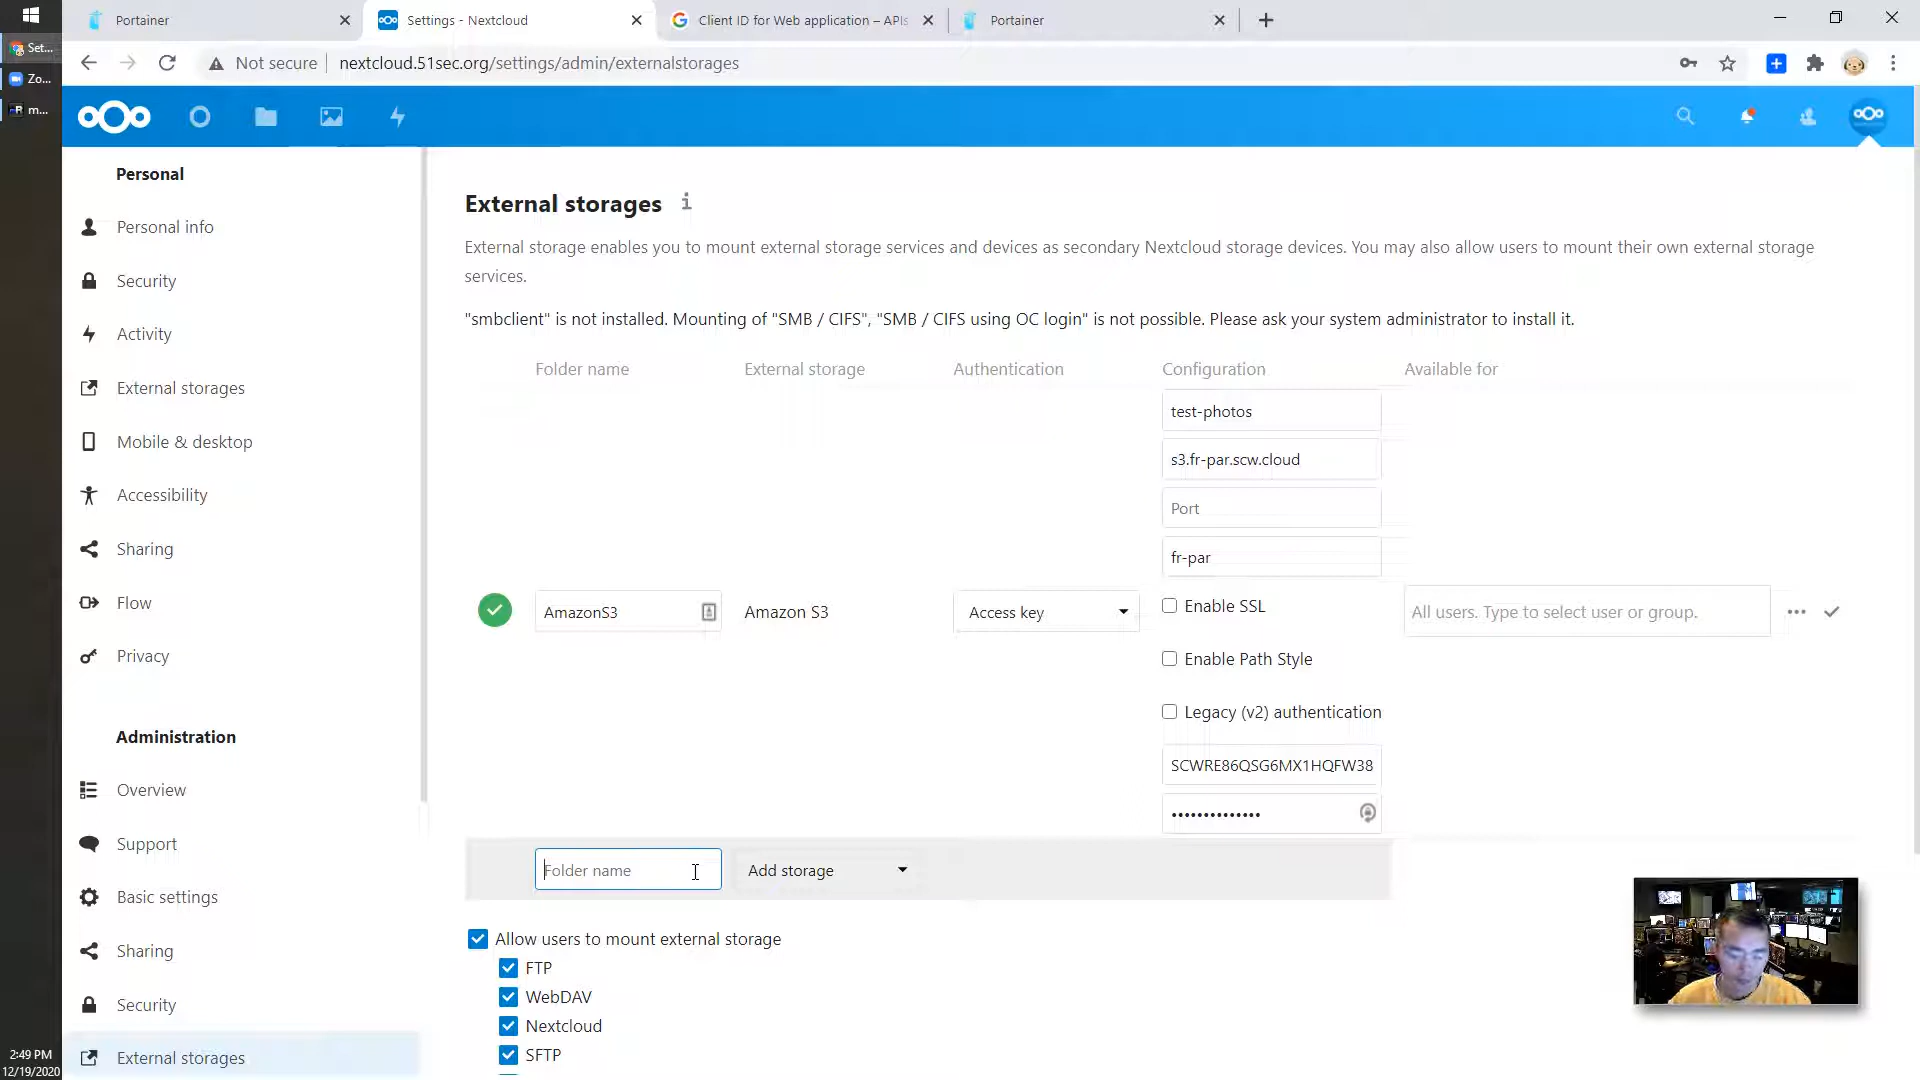 Portainer
Settings - Nextcloud
Client ID for Web application – APIs
Portainer
Set...
Zo...
m...
Not secure
nextcloud.51sec.org/settings/admin/externalstorages
Personal
Personal info
Security
Activity
External storages
Mobile & desktop
Accessibility
Sharing
Flow
Privacy
Administration
Overview
Support
Basic settings
Sharing
Security
External storages
External storages
External storage enables you to mount external storage services and devices as secondary Nextcloud storage devices. You may also allow users to mount their own external storage
services.
"smbclient" is not installed. Mounting of "SMB / CIFS", "SMB / CIFS using OC login" is not possible. Please ask your system administrator to install it.
Folder name External storage Authentication Configuration Available for
test-photos
s3.fr-par.scw.cloud
Port
fr-par
AmazonS3 Amazon S3 Access key Enable SSL All users. Type to select user or group.
Enable Path Style
Legacy (v2) authentication
SCWRE86QSG6MX1HQFW38
Folder name Add storage
Allow users to mount external storage
FTP
WebDAV
Nextcloud
SFTP
2:49 PM
12/19/2020